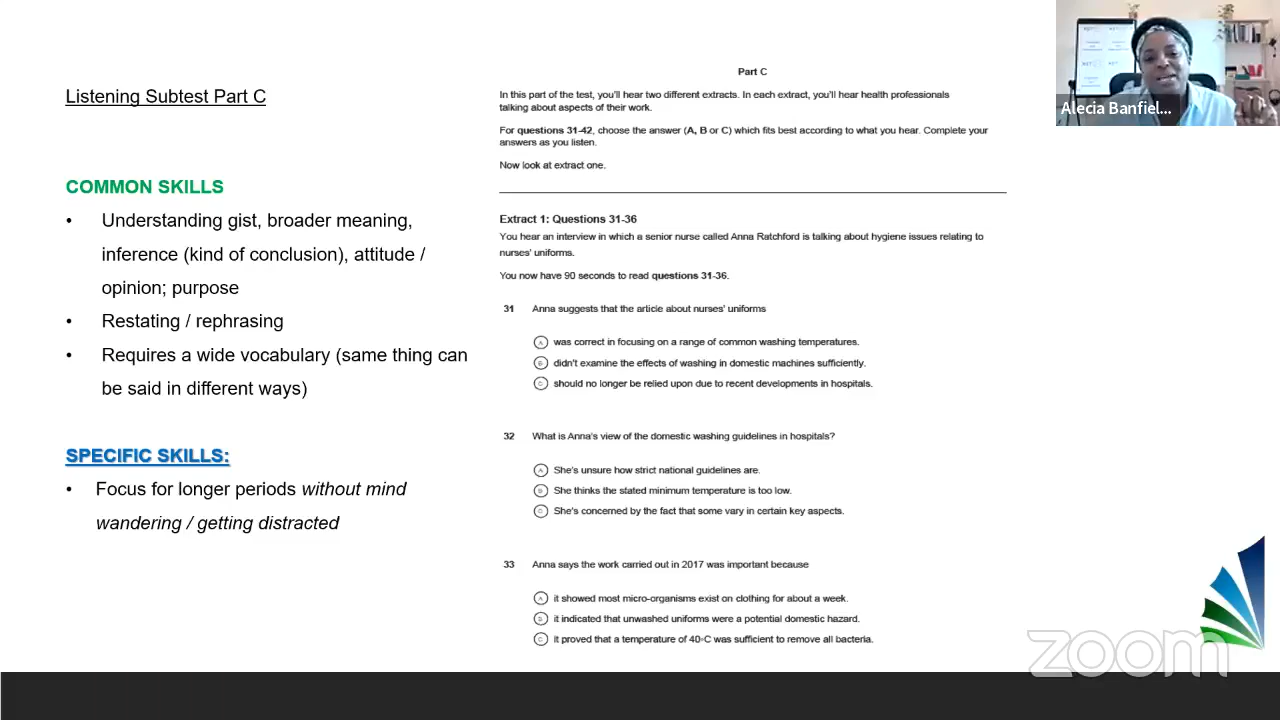 Listening Subtest Part C
COMMON SKILLS
• Understanding gist, broader meaning,
inference (kind of conclusion), attitude /
opinion; purpose
• Restating / rephrasing
• Requires a wide vocabulary (same thing can
be said in different ways)
SPECIFIC SKILLS:
• Focus for longer periods without mind
wandering / getting distracted
Part C
In this part of the test, you'll hear two different extracts. In each extract, you'll hear health professionals
talking about aspects of their work.
For questions 31-42, choose the answer (A, B or C) which fits best according to what you hear. Complete your
answers as you listen.
Now look at extract one.
Extract 1: Questions 31-36
You hear an interview in which a senior nurse called Anna Ratchford is talking about hygiene issues relating to
nurses' uniforms.
You now have 90 seconds to read questions 31-36.
31 Anna suggests that the article about nurses' uniforms
A was correct in focusing on a range of common washing temperatures.
B didn't examine the effects of washing in domestic machines sufficiently.
C should no longer be relied upon due to recent developments in hospitals.
32 What is Anna's view of the domestic washing guidelines in hospitals?
A She's unsure how strict national guidelines are.
B She thinks the stated minimum temperature is too low.
C She's concerned by the fact that some vary in certain key aspects.
33 Anna says the work carried out in 2017 was important because
A it showed most micro-organisms exist on clothing for about a week.
B it indicated that unwashed uniforms were a potential domestic hazard.
C it proved that a temperature of 40◦C was sufficient to remove all bacteria.
Alecia Banfiel...
zoom